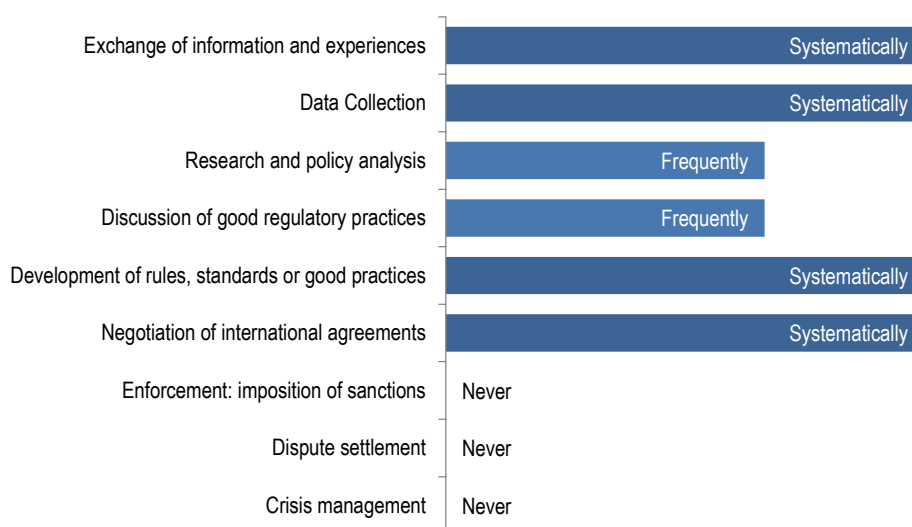 Exchange of information and experiences Systematically
Data Collection Systematically
Research and policy analysis Frequently
Discussion of good regulatory practices Frequently
Development of rules, standards or good practices Systematically
Negotiation of international agreements Systematically
Enforcement: imposition of sanctions Never
Dispute settlement Never
Crisis management Never